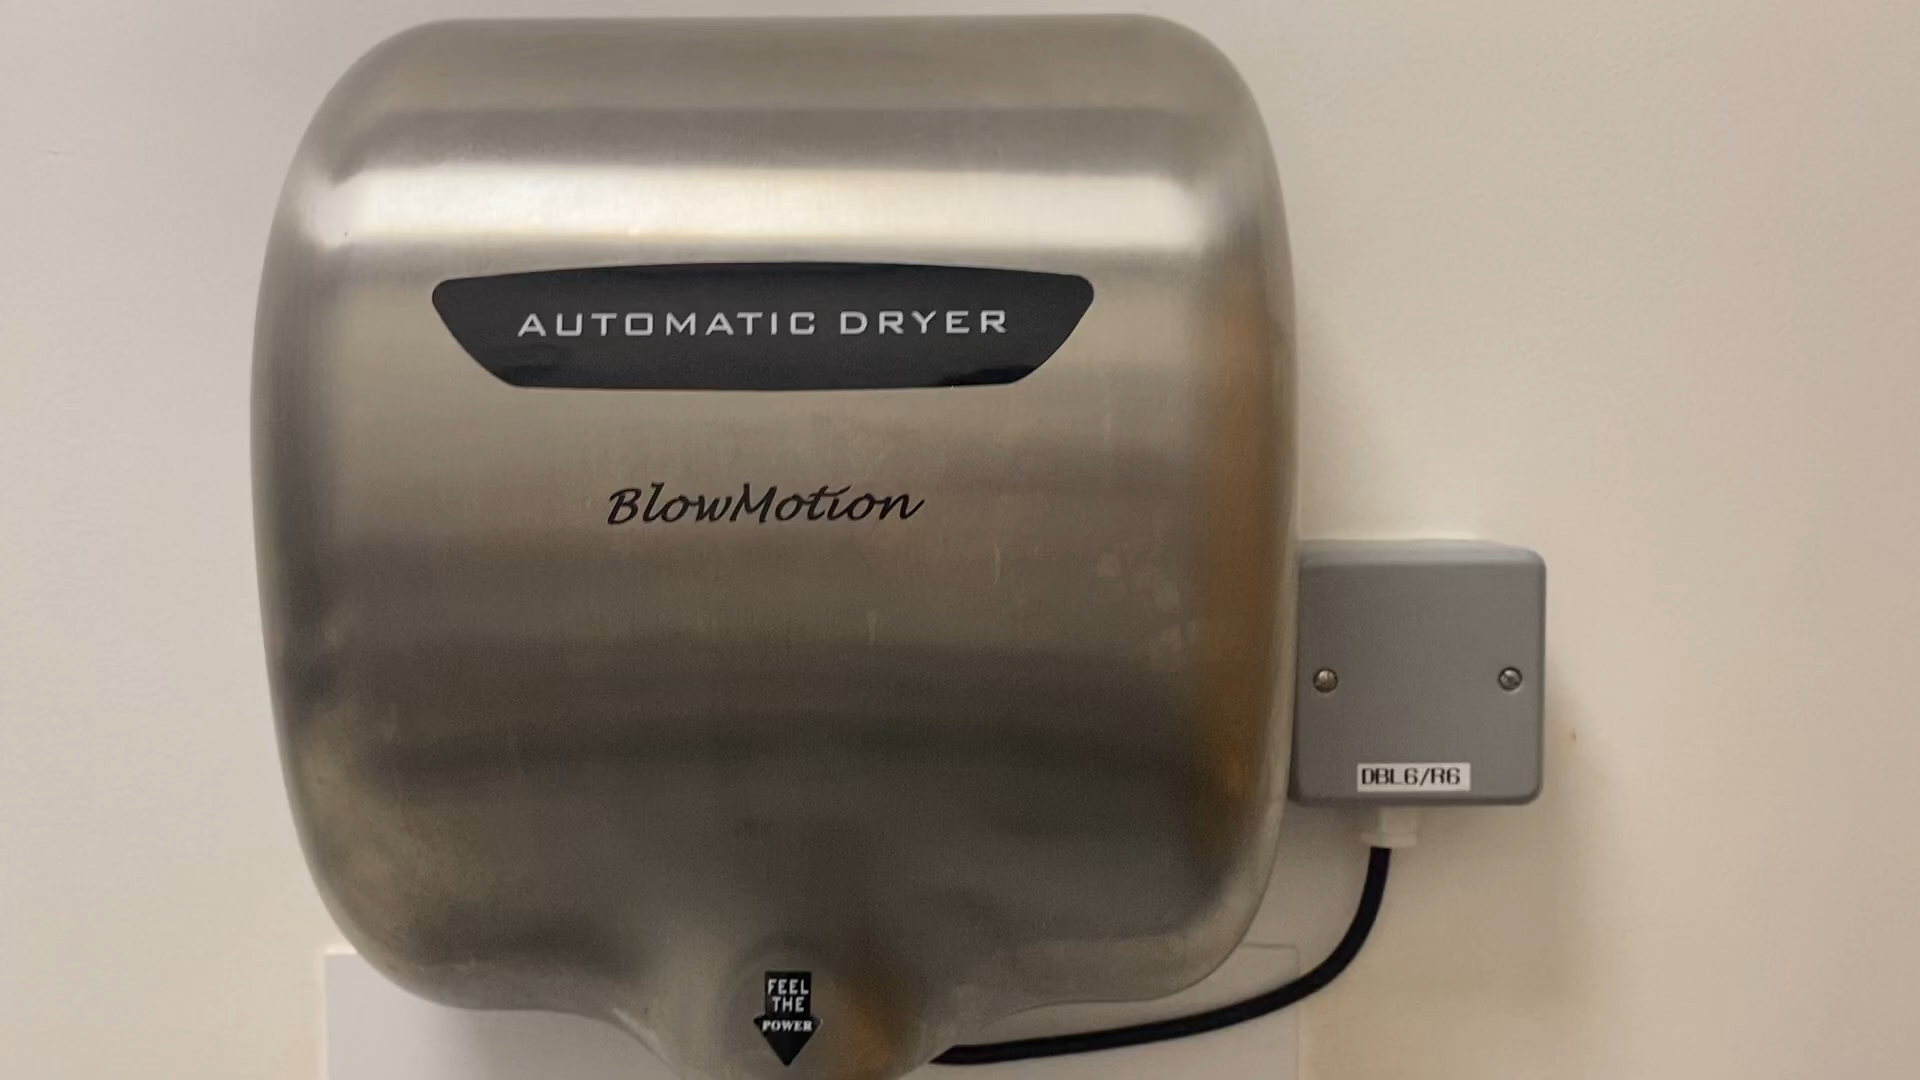 AUTOMATIC DRYER
BlowMotion
DBL6/R6
FEEL
THE
POWER